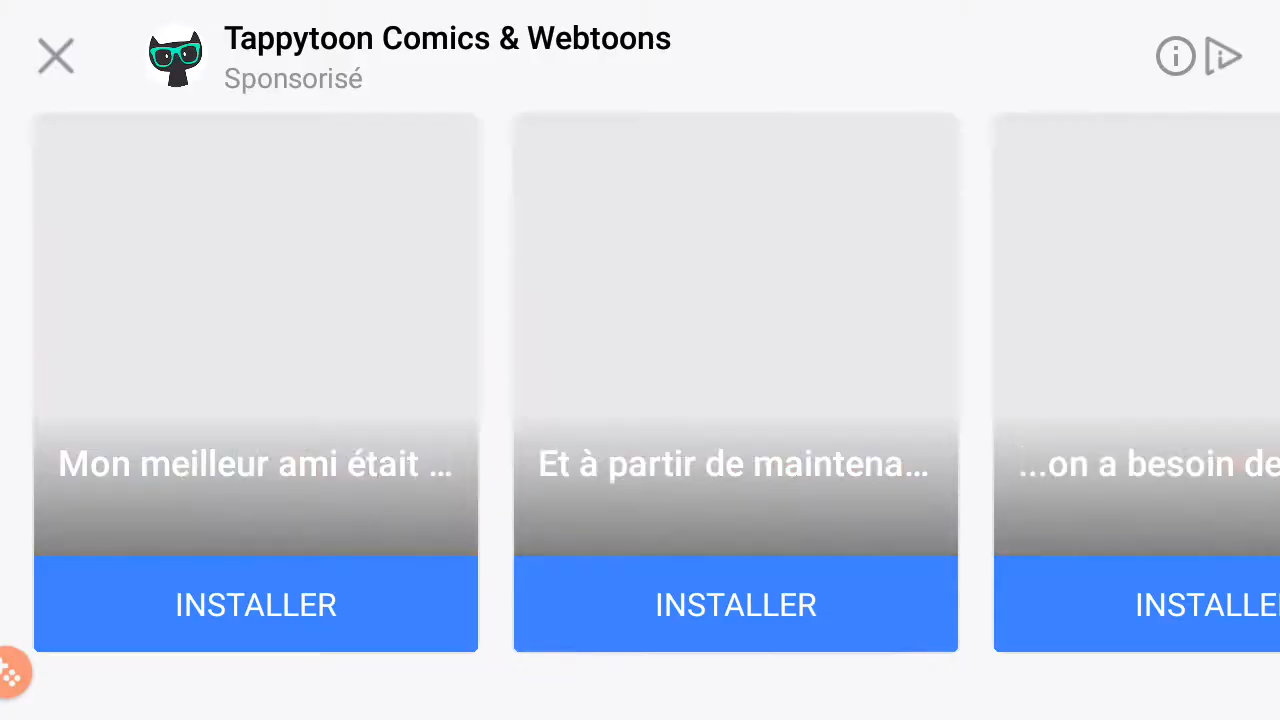 Tappytoon Comics & Webtoons
Sponsorisé
Mon meilleur ami était ...
Et à partir de maintena...
...on a besoin de
INSTALLER
INSTALLER
INSTALLE